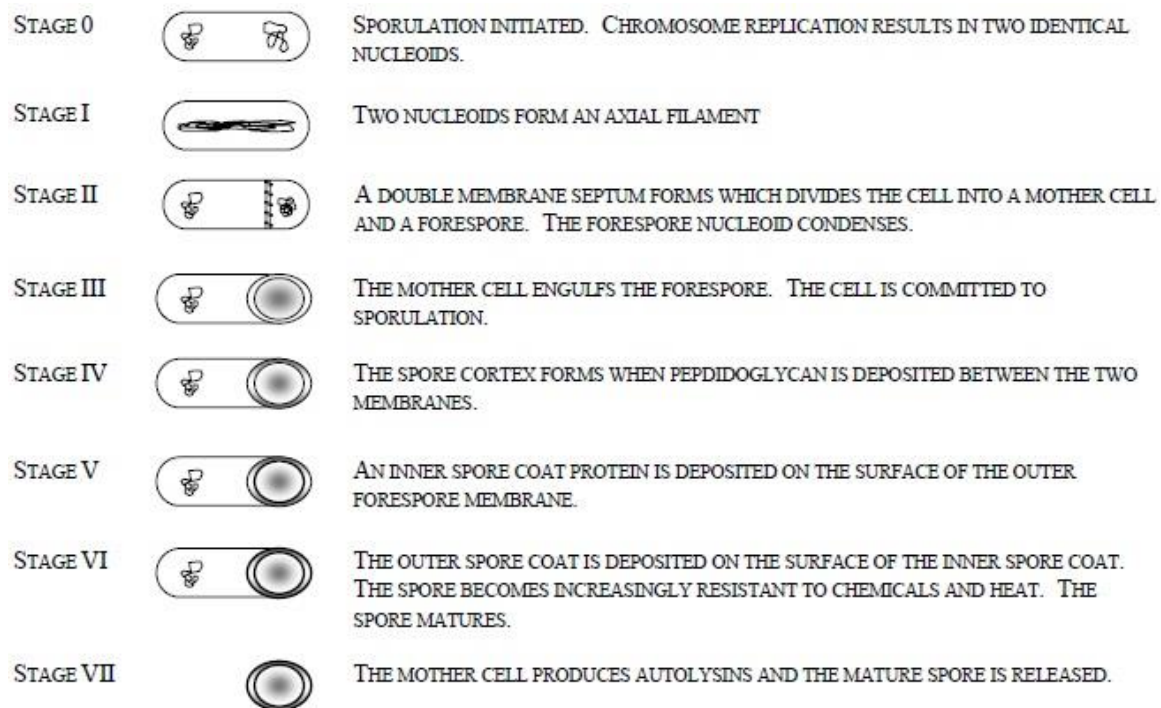 STAGE 0
SPORULATION INITIATED. CHROMOSOME REPLICATION RESULTS IN TWO IDENTICAL
NUCLEOIDS.
STAGE I
TWO NUCLEOIDS FORM AN AXIAL FILAMENT
STAGE II
A DOUBLE MEMBRANE SEPTUM FORMS WHICH DIVIDES THE CELL INTO A MOTHER CELL
AND A FORESPORE. THE FORESPORE NUCLEOID CONDENSES.
STAGE III
THE MOTHER CELL ENGULFS THE FORESPORE. THE CELL IS COMMITTED TO
SPORULATION.
STAGE IV
THE SPORE CORTEX FORMS WHEN PEPDIDOGLYCAN IS DEPOSITED BETWEEN THE TWO
MEMBRANES.
STAGE V
AN INNER SPORE COAT PROTEIN IS DEPOSITED ON THE SURFACE OF THE OUTER
FORESPORE MEMBRANE.
STAGE VI
THE OUTER SPORE COAT IS DEPOSITED ON THE SURFACE OF THE INNER SPORE COAT.
THE SPORE BECOMES INCREASINGLY RESISTANT TO CHEMICALS AND HEAT. THE
SPORE MATURES.
STAGE VII
THE MOTHER CELL PRODUCES AUTOLYSINS AND THE MATURE SPORE IS RELEASED.